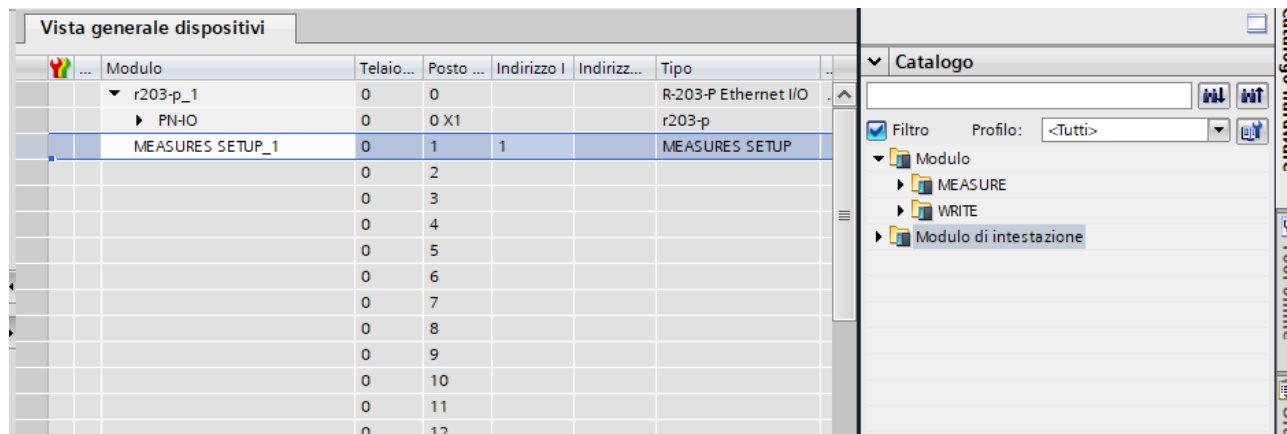 Vista generale dispositivi
... Modulo Telaio... Posto ... Indirizzo I Indirizz... Tipo ..
r203-p_1 0 0 R-203-P Ethernet I/O .
PN-IO 0 0 X1 r203-p
MEASURES SETUP_1 0 1 1 MEASURES SETUP
0 2
0 3
0 4
0 5
0 6
0 7
0 8
0 9
0 10
0 11
0 12
Catalogo
Filtro Profilo: <Tutti>
Modulo
MEASURE
WRITE
Modulo di intestazione